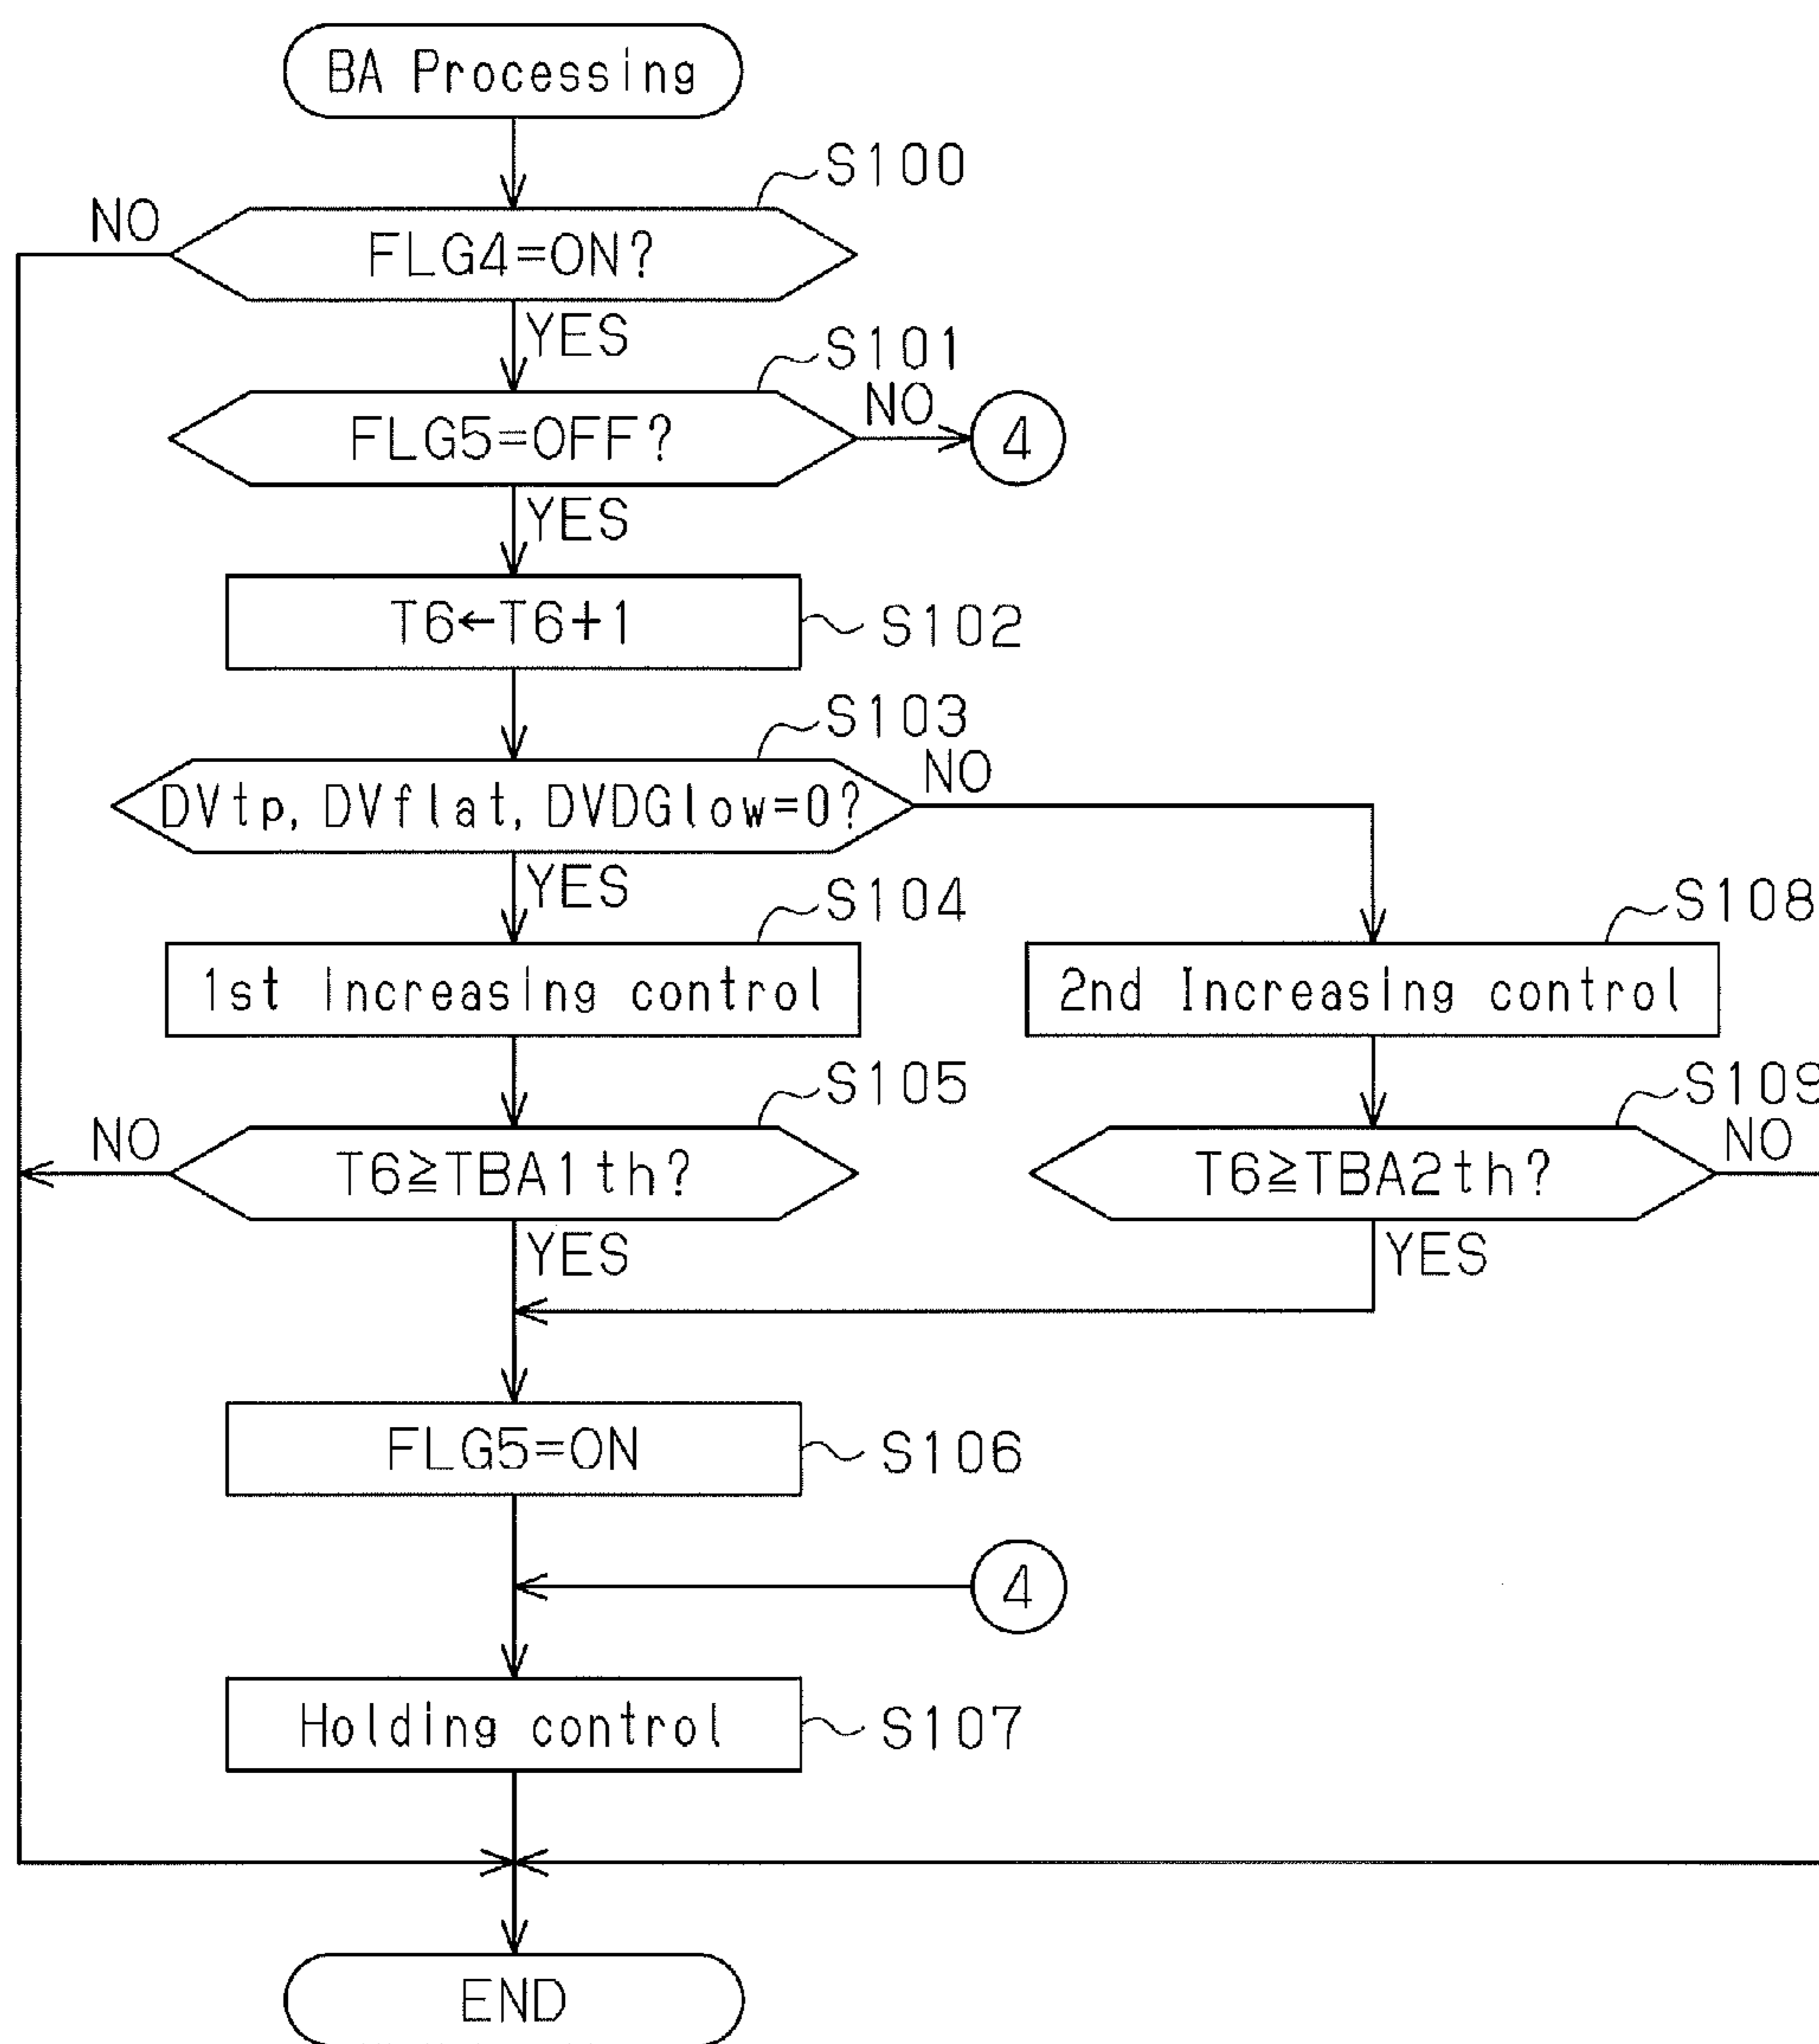 BA Processing
S100
NO
FLG4=ON?
YES
S101
NO
FLG5=OFF?
4
YES
T6←T6+1
S102
S103
NO
DVtp, DVflat, DVDGlow=0?
YES
S104
S108
1st increasing control
2nd Increasing control
S105
S109
NO
NO
T6≧TBA1th?
T6≧TBA2th?
YES
YES
FLG5=ON
S106
4
Holding control
S107
END